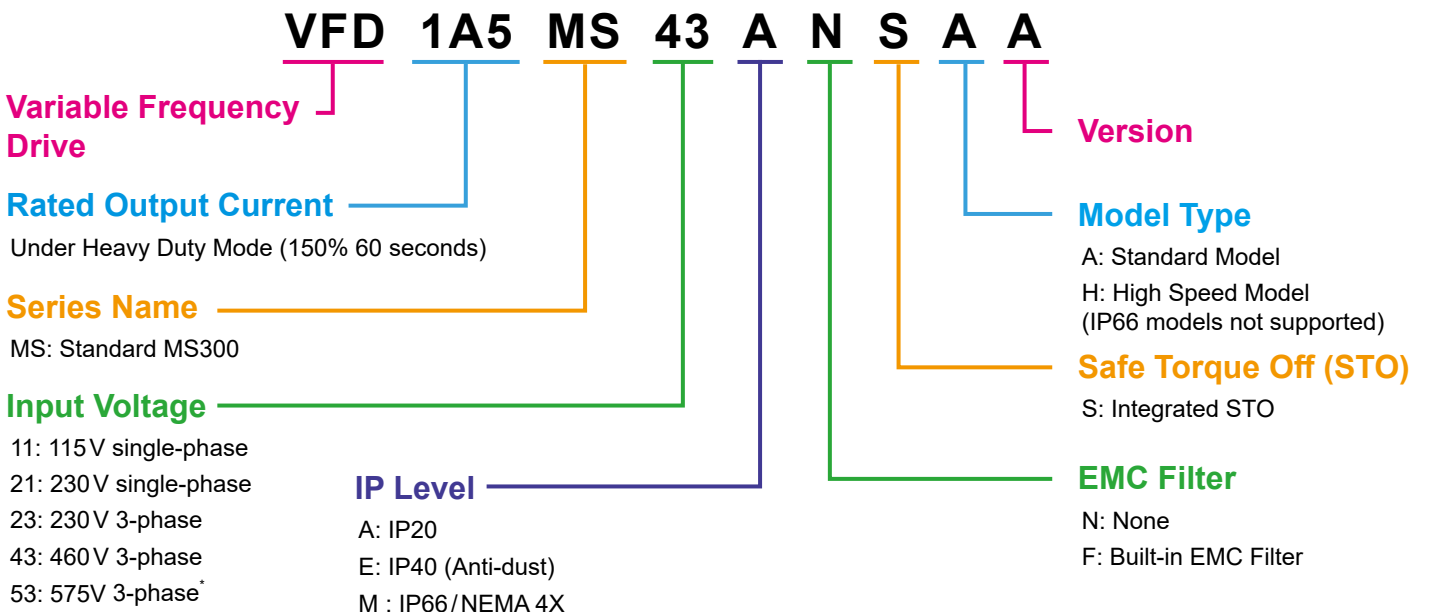 VFD 1A5 MS 43 A N S A A
Variable Frequency
Drive
Rated Output Current
Under Heavy Duty Mode (150% 60 seconds)
Series Name
MS: Standard MS300
Input Voltage
11: 115V single-phase
21: 230V single-phase
23: 230V 3-phase
43: 460V 3-phase
53: 575V 3-phase*
IP Level
A: IP20
E: IP40 (Anti-dust)
M : IP66/NEMA 4X
Version
Model Type
A: Standard Model
H: High Speed Model
(IP66 models not supported)
Safe Torque Off (STO)
S: Integrated STO
EMC Filter
N: None
F: Built-in EMC Filter